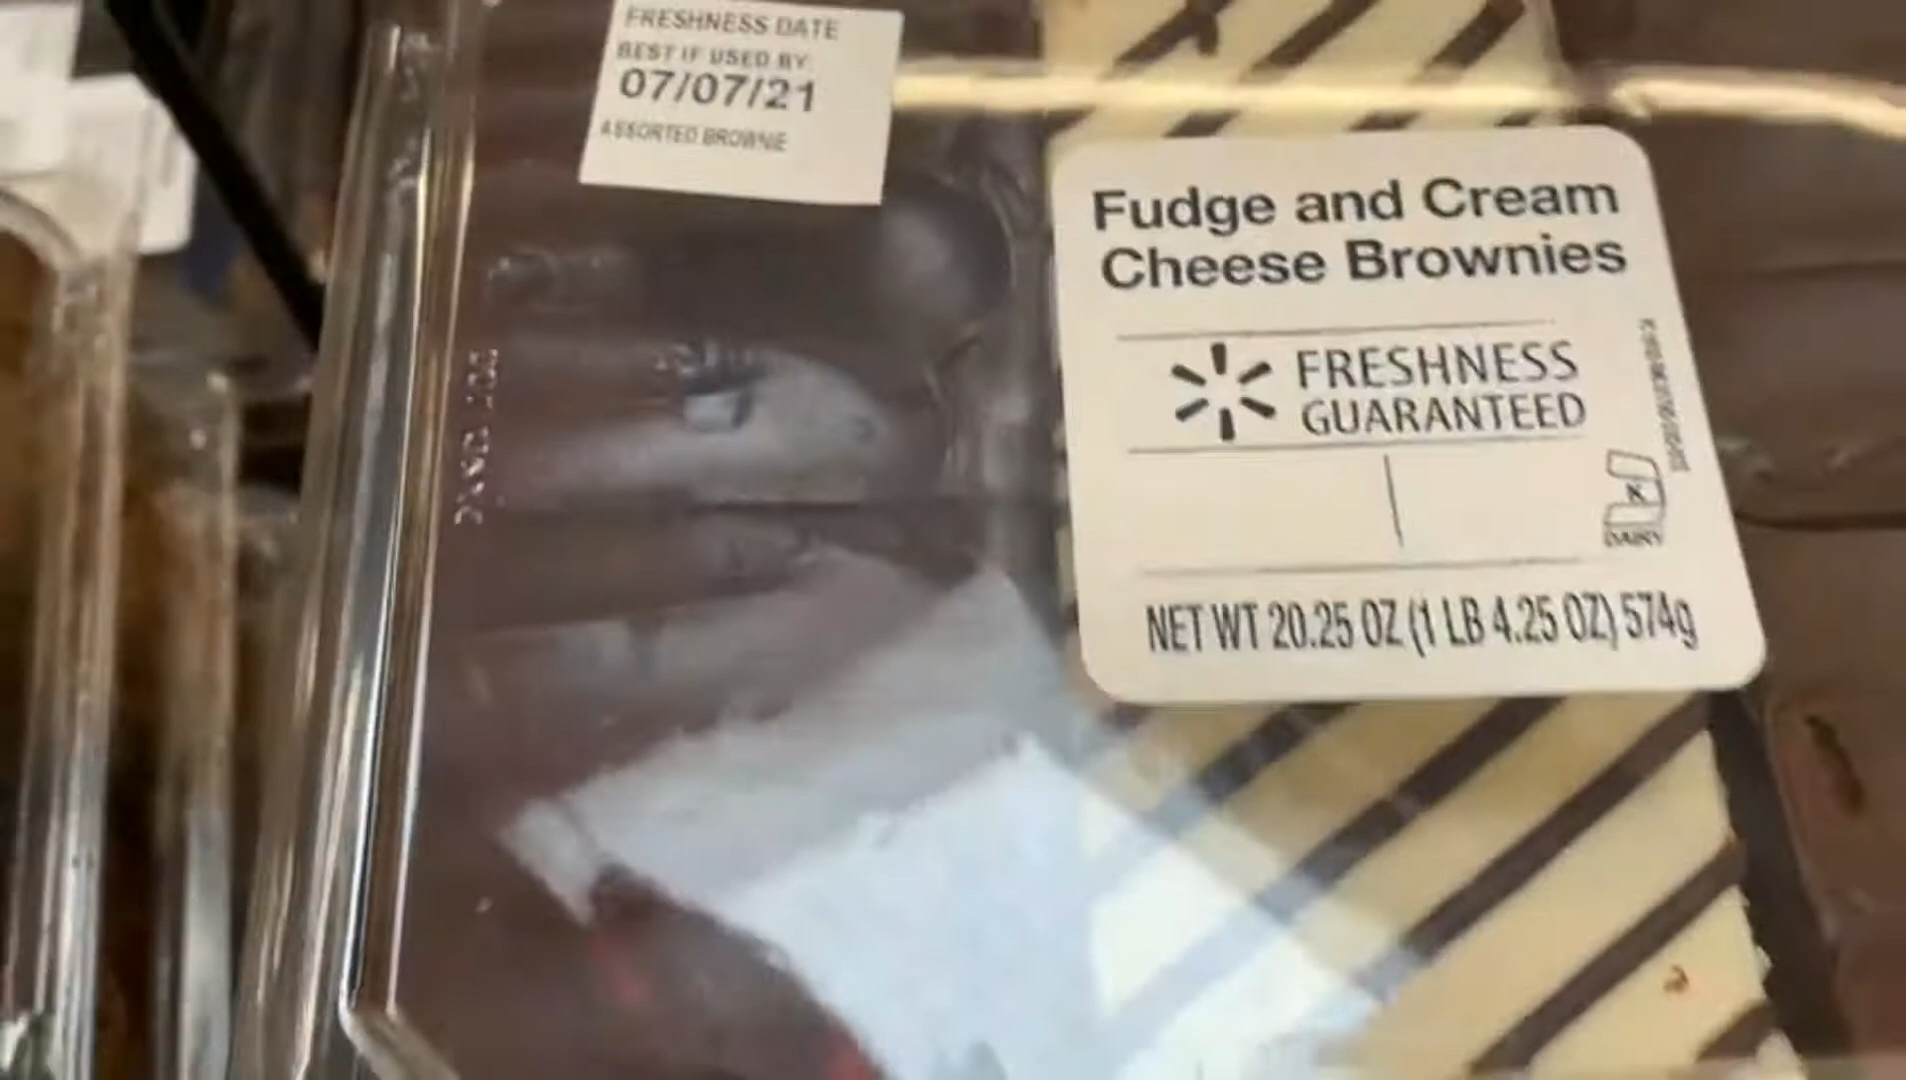 FRESHNESS DATE
BEST IF USED BY:
07/07/21
ASSORTED BROWNIE
Fudge and Cream
Cheese Brownies
FRESHNESS
GUARANTEED
DAIRY
NET WT 20.25 OZ (1 LB 4.25 OZ) 574g